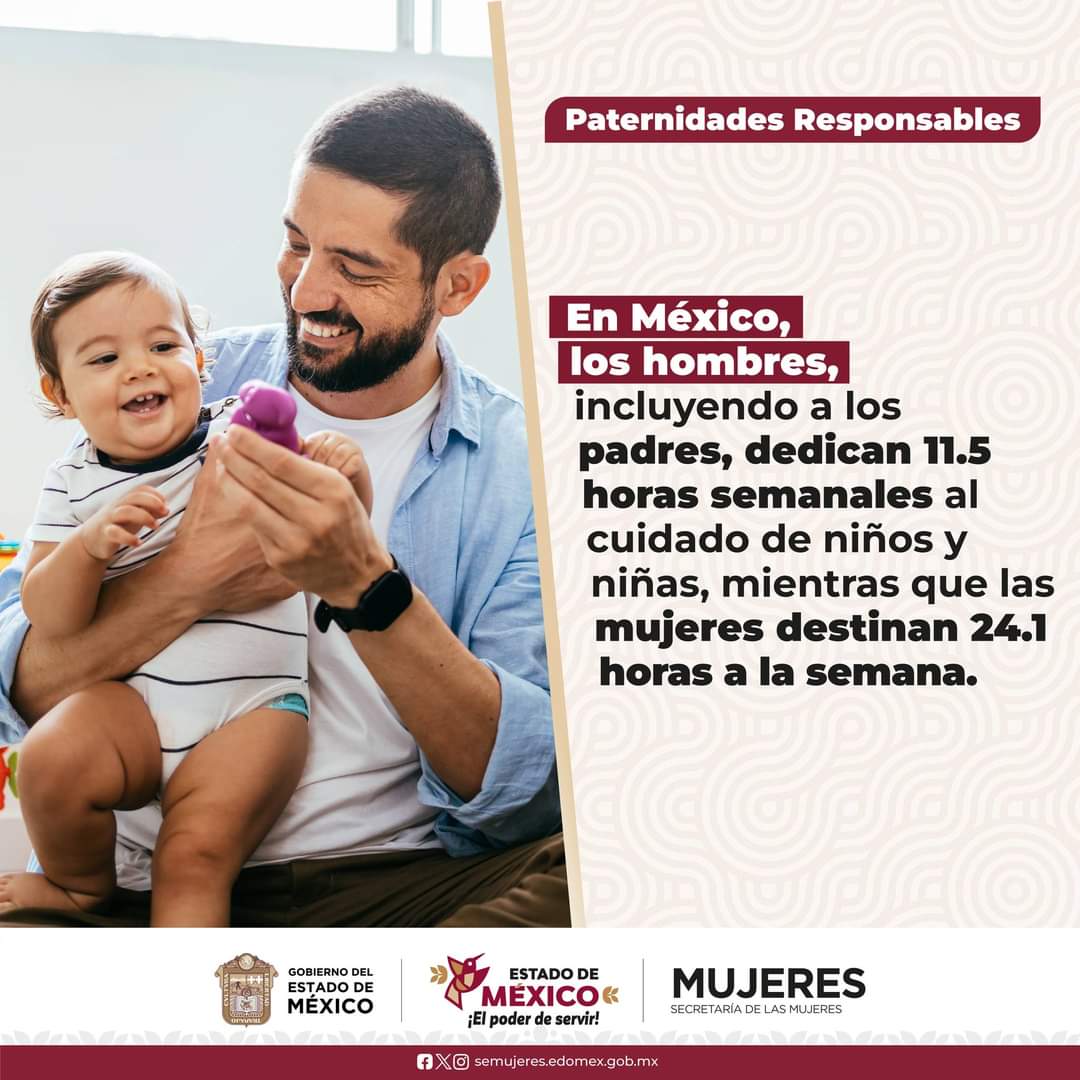 Paternidades Responsables
En México,
los hombres,
incluyendo a los
padres, dedican 11.5
horas semanales al
cuidado de niños y
niñas, mientras que las
mujeres destinan 24.1
horas a la semana.
GOBIERNO DEL
ESTADO DE
MÉXICO
ESTADO DE
MÉXICO
¡El poder de servir!
MUJERES
SECRETARÍA DE LAS MUJERES
semujeres.edomex.gob.mx